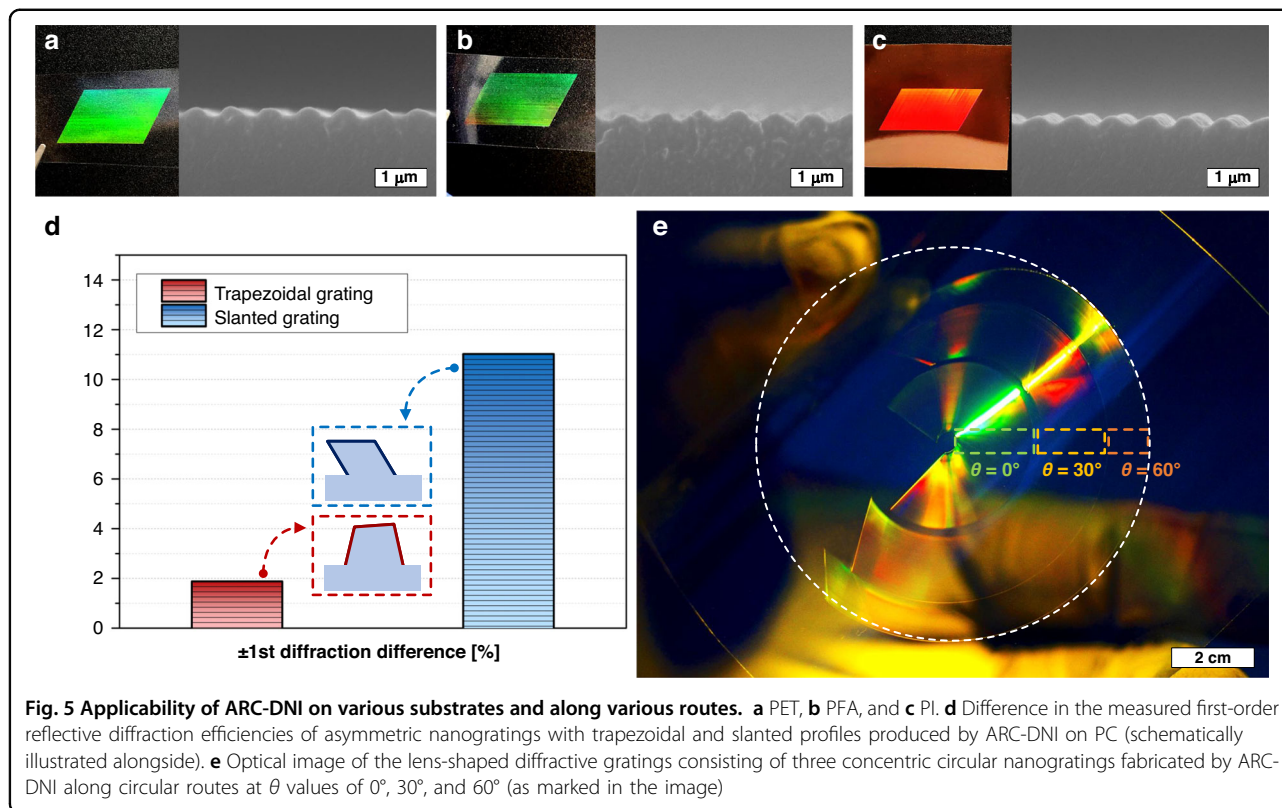 a
b
c
1 μm
1 μm
1 μm
d
e
14
12
10
8
6
4
2
0
Trapezoidal grating
Slanted grating
±1st diffraction difference [%]
θ = 0°
θ = 30°
θ = 60°
2 cm
Fig. 5 Applicability of ARC-DNI on various substrates and along various routes. a PET, b PFA, and c PI. d Difference in the measured first-order
reflective diffraction efficiencies of asymmetric nanogratings with trapezoidal and slanted profiles produced by ARC-DNI on PC (schematically
illustrated alongside). e Optical image of the lens-shaped diffractive gratings consisting of three concentric circular nanogratings fabricated by ARC-
DNI along circular routes at θ values of 0°, 30°, and 60° (as marked in the image)